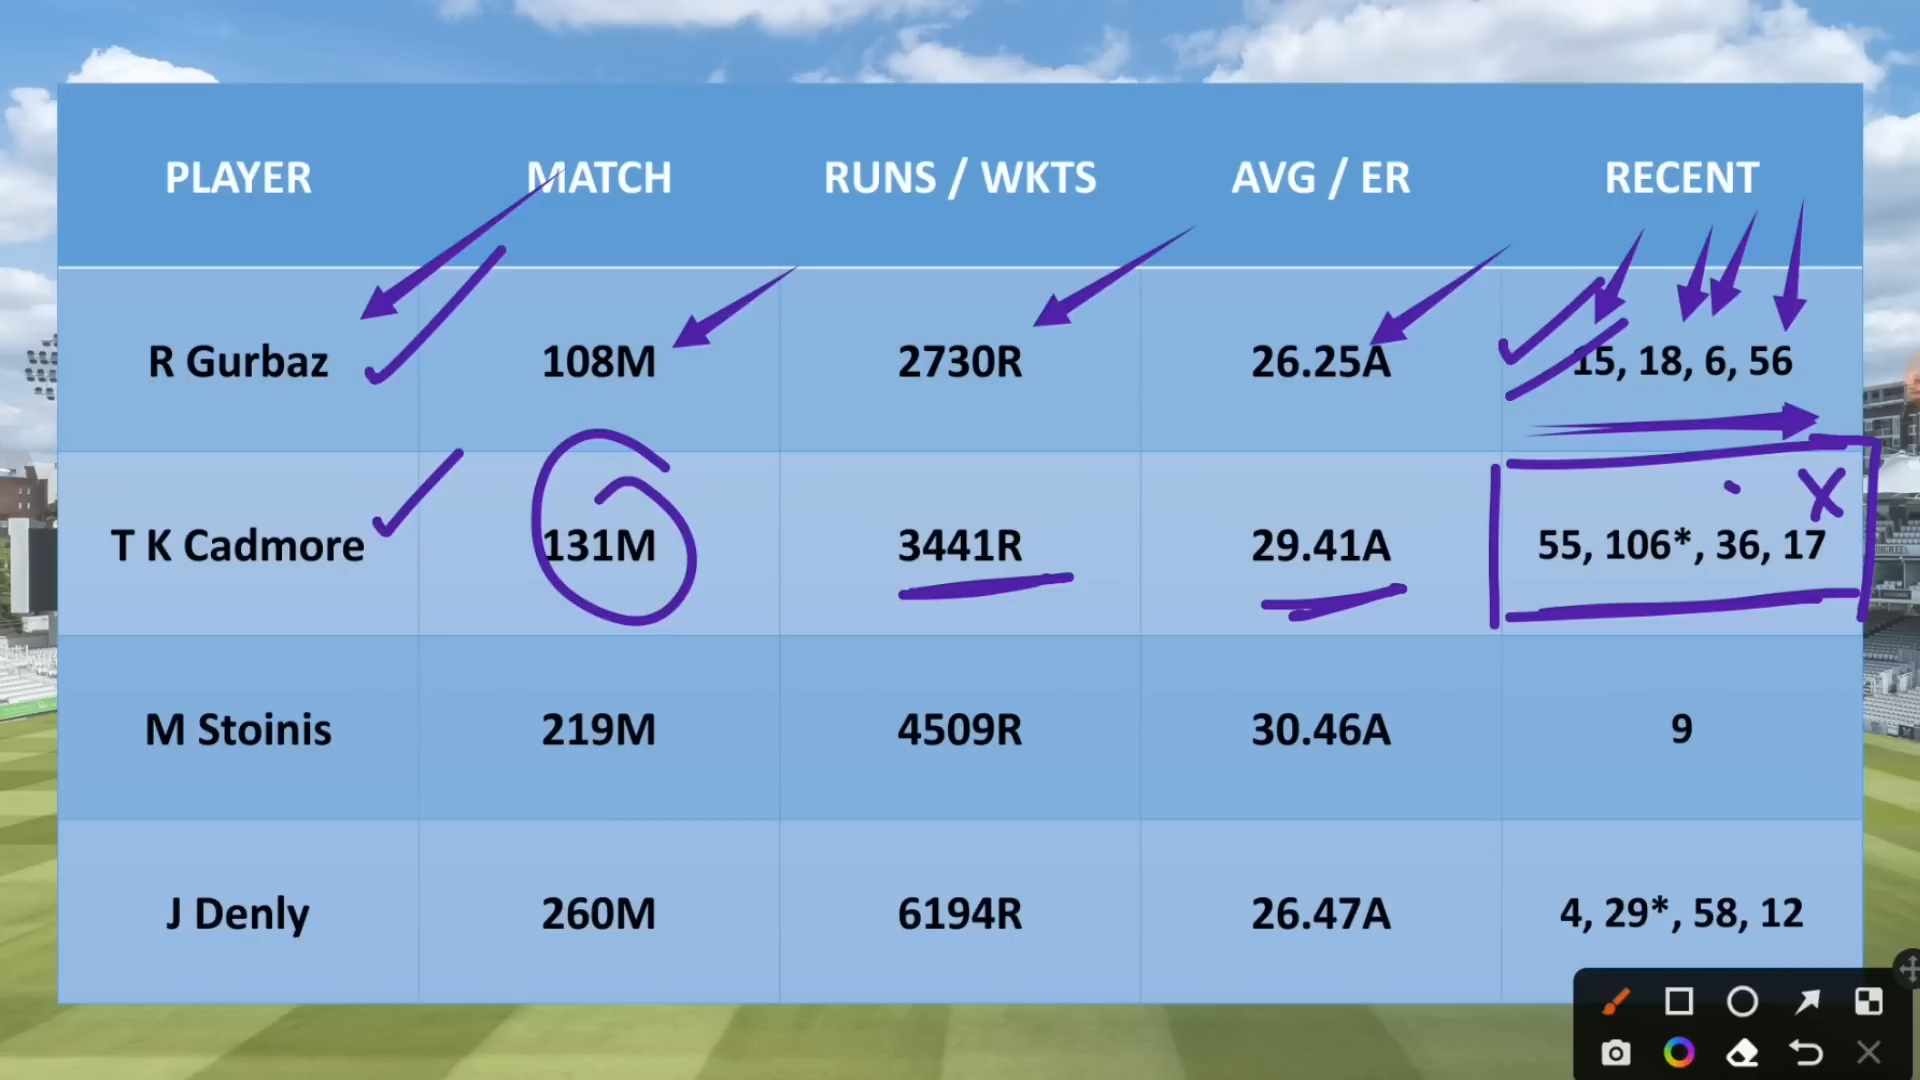 PLAYER MATCH RUNS / WKTS AVG / ER RECENT
R Gurbaz 108M 2730R 26.25A 15, 18, 6, 56
T K Cadmore 131M 3441R 29.41A 55, 106*, 36, 17
M Stoinis 219M 4509R 30.46A 9
J Denly 260M 6194R 26.47A 4, 29*, 58, 12